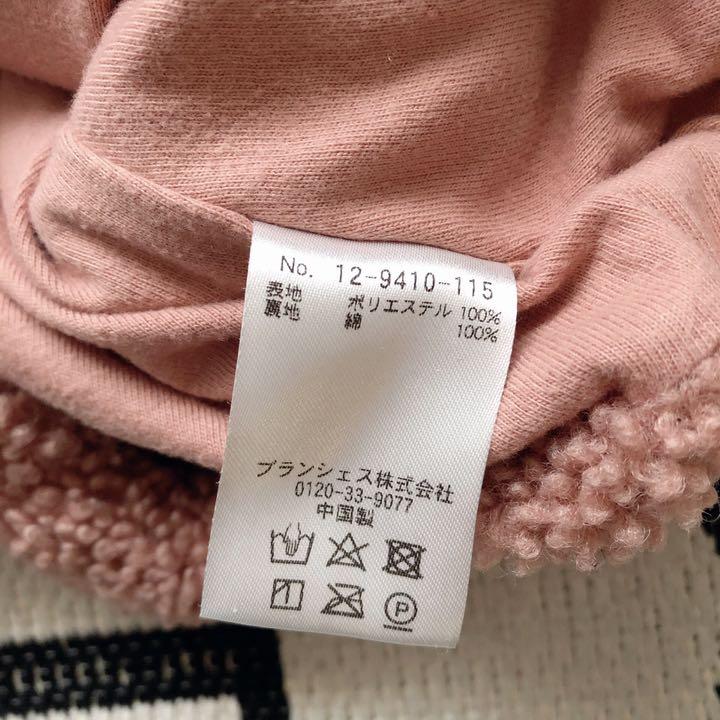 No. 12-9410-115
表地 ポリエステル 100%
裏地 綿 100%
ブランシェス株式会社
0120-33-9077
中国製
P